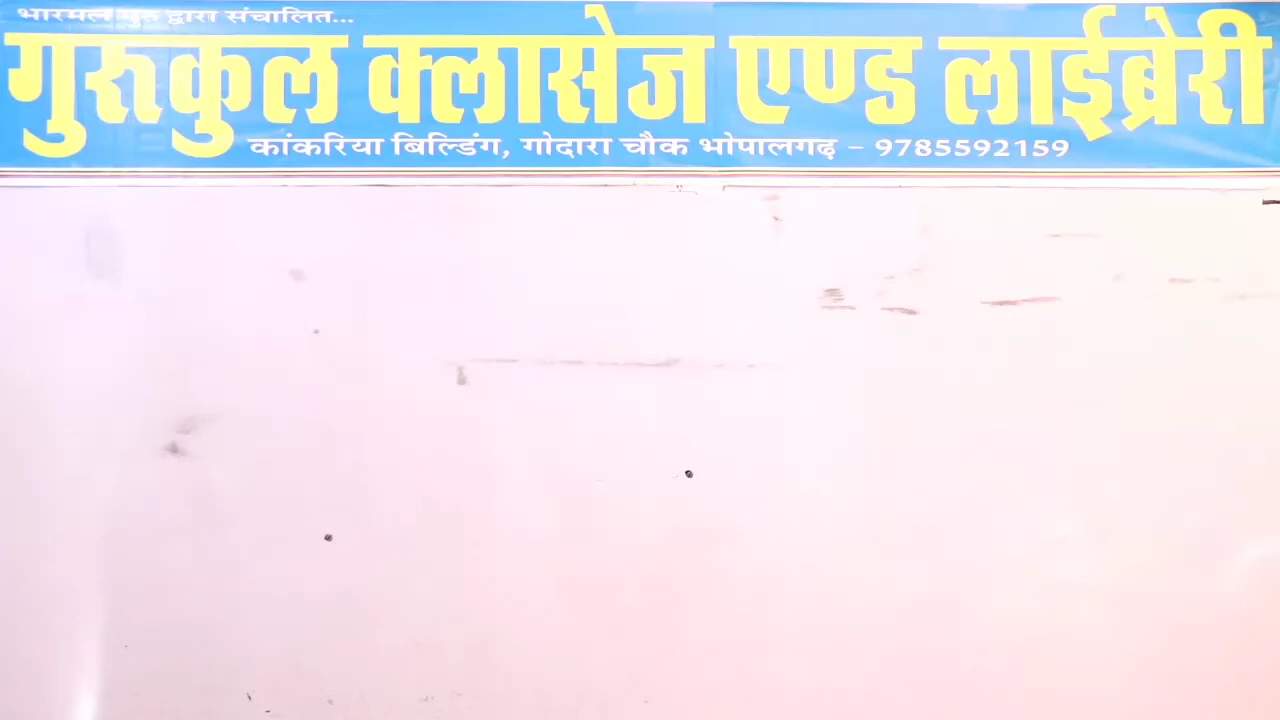 भारमल गुरु द्वारा संचालित...
गुरुकुल क्लासेज एण्ड लाईब्रेरी
कांकरिया बिल्डिंग, गोदारा चौक भोपालगढ़ - 9785592159